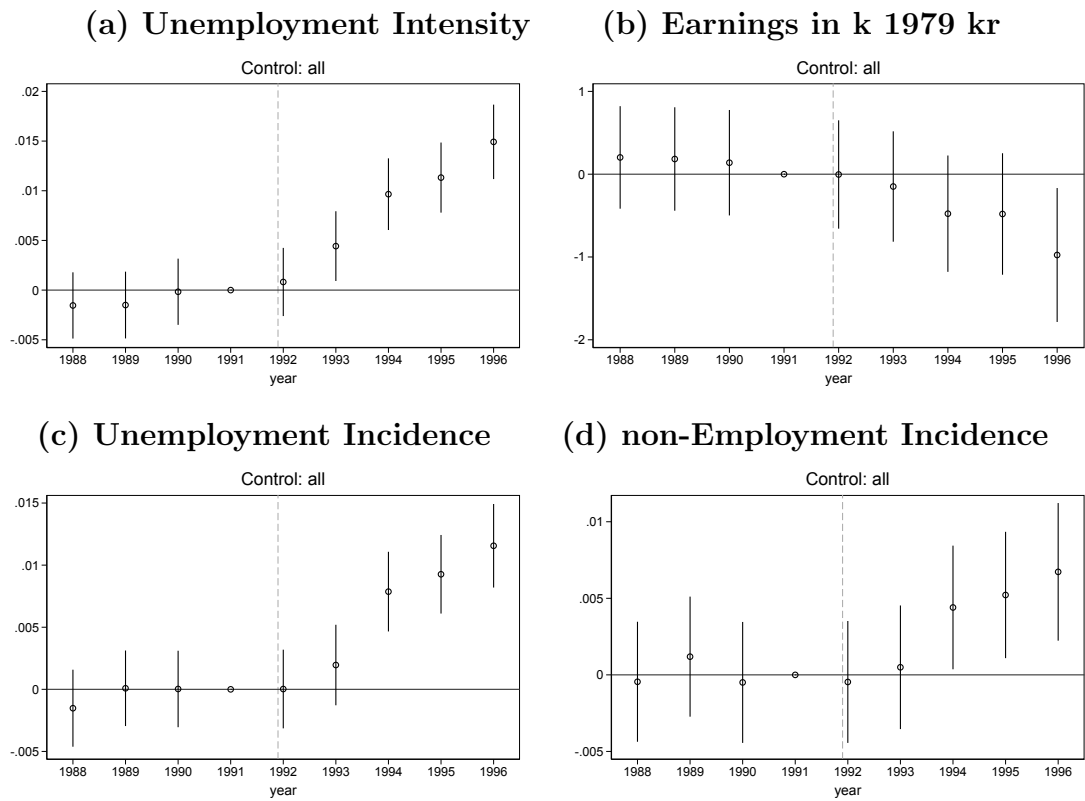 (a) Unemployment Intensity
Control: all
.02
.015
.01
.005
0
-.005
1988 1989 1990 1991 1992 1993 1994 1995 1996
year
(b) Earnings in k 1979 kr
Control: all
1
0
-1
-2
1988 1989 1990 1991 1992 1993 1994 1995 1996
year
(c) Unemployment Incidence
Control: all
.015
.01
.005
0
-.005
1988 1989 1990 1991 1992 1993 1994 1995 1996
year
(d) non-Employment Incidence
Control: all
.01
.005
0
-.005
1988 1989 1990 1991 1992 1993 1994 1995 1996
year